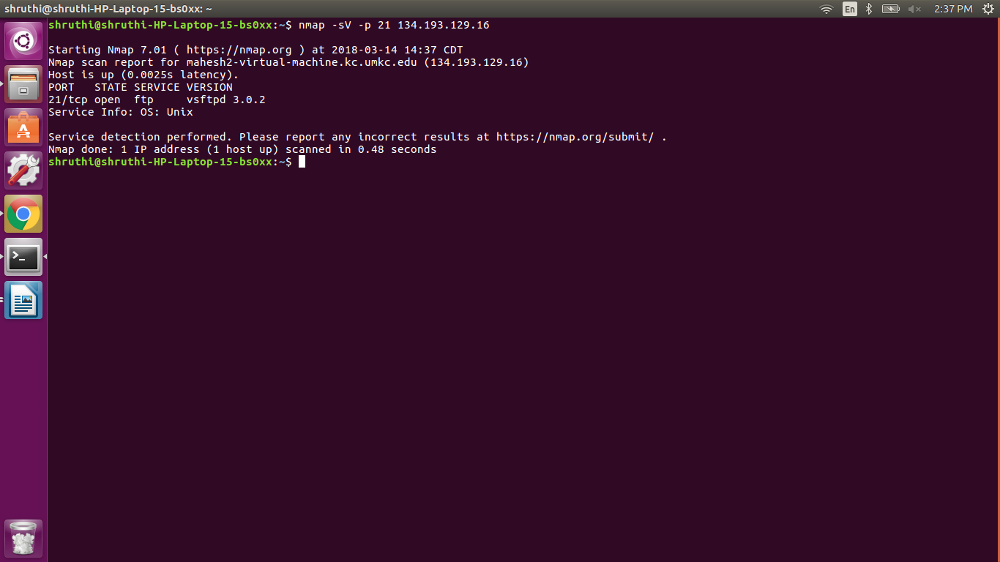 shruthi@shruthi-HP-Laptop-15-bs0xx: ~
En
2:37 PM
shruthi@shruthi-HP-Laptop-15-bs0xx:~$ nmap -sV -p 21 134.193.129.16
Starting Nmap 7.01 ( https://nmap.org ) at 2018-03-14 14:37 CDT
Nmap scan report for mahesh2-virtual-machine.kc.umkc.edu (134.193.129.16)
Host is up (0.0025s latency).
PORT   STATE SERVICE VERSION
21/tcp open  ftp     vsftpd 3.0.2
Service Info: OS: Unix
Service detection performed. Please report any incorrect results at https://nmap.org/submit/ .
Nmap done: 1 IP address (1 host up) scanned in 0.48 seconds
shruthi@shruthi-HP-Laptop-15-bs0xx:~$